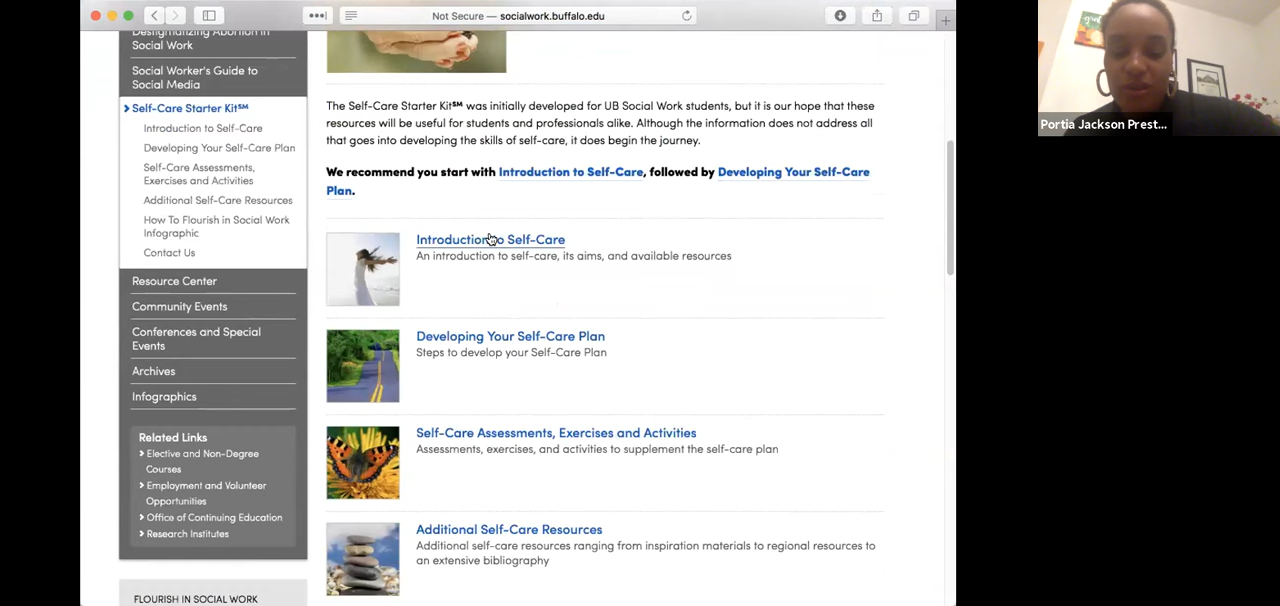 Not Secure — socialwork.buffalo.edu
Destigmatizing Abortion in
Social Work
Social Worker's Guide to
Social Media
Self-Care Starter Kit℠
Introduction to Self-Care
Developing Your Self-Care Plan
Self-Care Assessments,
Exercises and Activities
Additional Self-Care Resources
How To Flourish in Social Work
Infographic
Contact Us
Resource Center
Community Events
Conferences and Special
Events
Archives
Infographics
Related Links
Elective and Non-Degree
Courses
Employment and Volunteer
Opportunities
Office of Continuing Education
Research Institutes
FLOURISH IN SOCIAL WORK
The Self-Care Starter Kit℠ was initially developed for UB Social Work students, but it is our hope that these
resources will be useful for students and professionals alike. Although the information does not address all
that goes into developing the skills of self-care, it does begin the journey.
We recommend you start with Introduction to Self-Care, followed by Developing Your Self-Care
Plan.
Introduction to Self-Care
An introduction to self-care, its aims, and available resources
Developing Your Self-Care Plan
Steps to develop your Self-Care Plan
Self-Care Assessments, Exercises and Activities
Assessments, exercises, and activities to supplement the self-care plan
Additional Self-Care Resources
Additional self-care resources ranging from inspiration materials to regional resources to
an extensive bibliography
Portia Jackson Prest...